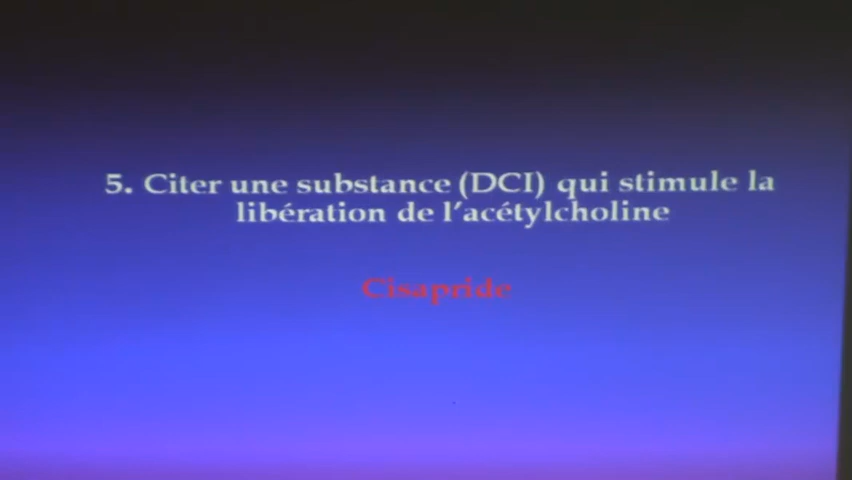 5. Citer une substance (DCI) qui stimule la
libération de l'acétylcholine
Cisapride